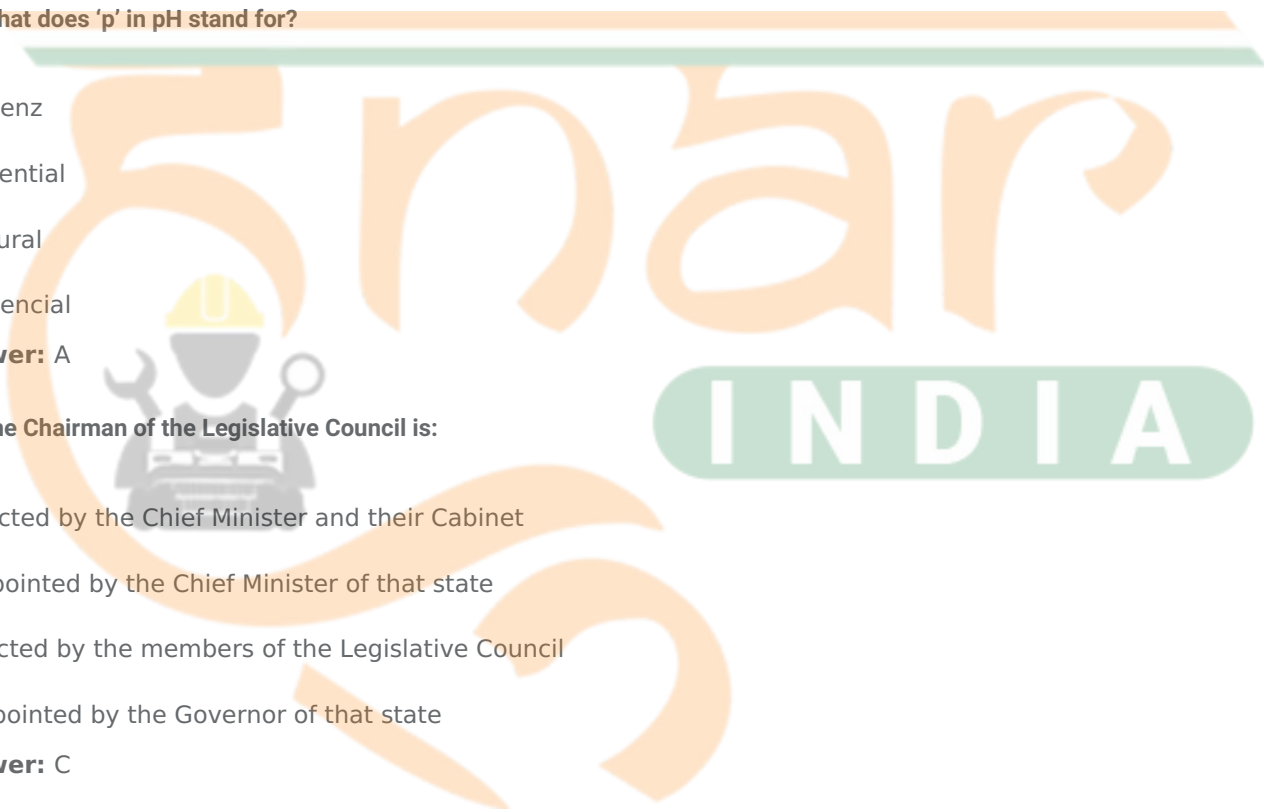 hat does ‘p’ in pH stand for?
enz
ential
ural
encial
ver: A
he Chairman of the Legislative Council is:
cted by the Chief Minister and their Cabinet
pointed by the Chief Minister of that state
cted by the members of the Legislative Council
pointed by the Governor of that state
ver: C
हुnar
INDIA